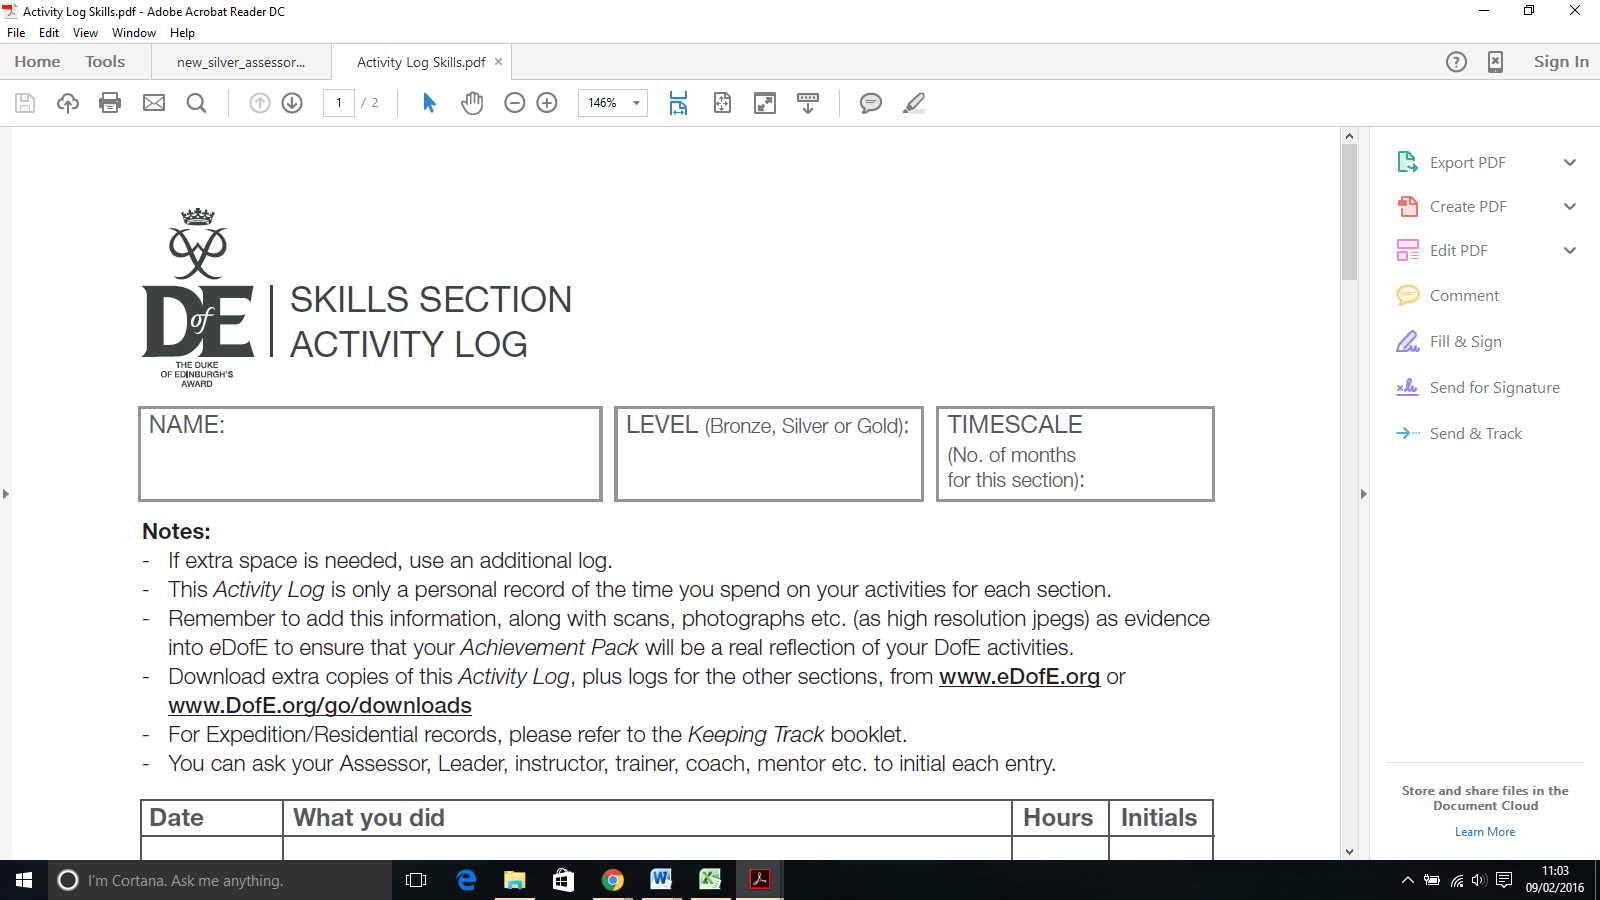 Activity Log Skills.pdf - Adobe Acrobat Reader DC
File Edit View Window Help
Home Tools new_silver_assessor... Activity Log Skills.pdf × Sign In
1 / 2 146%
DofE
THE DUKE
OF EDINBURGH'S
AWARD
SKILLS SECTION
ACTIVITY LOG
NAME:
LEVEL (Bronze, Silver or Gold):
TIMESCALE
(No. of months
for this section):
Notes:
- If extra space is needed, use an additional log.
- This Activity Log is only a personal record of the time you spend on your activities for each section.
- Remember to add this information, along with scans, photographs etc. (as high resolution jpegs) as evidence
into eDofE to ensure that your Achievement Pack will be a real reflection of your DofE activities.
- Download extra copies of this Activity Log, plus logs for the other sections, from www.eDofE.org or
www.DofE.org/go/downloads
- For Expedition/Residential records, please refer to the Keeping Track booklet.
- You can ask your Assessor, Leader, instructor, trainer, coach, mentor etc. to initial each entry.
Date What you did Hours Initials
Export PDF
Create PDF
Edit PDF
Comment
Fill & Sign
Send for Signature
Send & Track
Store and share files in the
Document Cloud
Learn More
I'm Cortana. Ask me anything.
11:03
09/02/2016